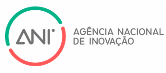 ANI
AGÊNCIA NACIONAL
DE INOVAÇÃO